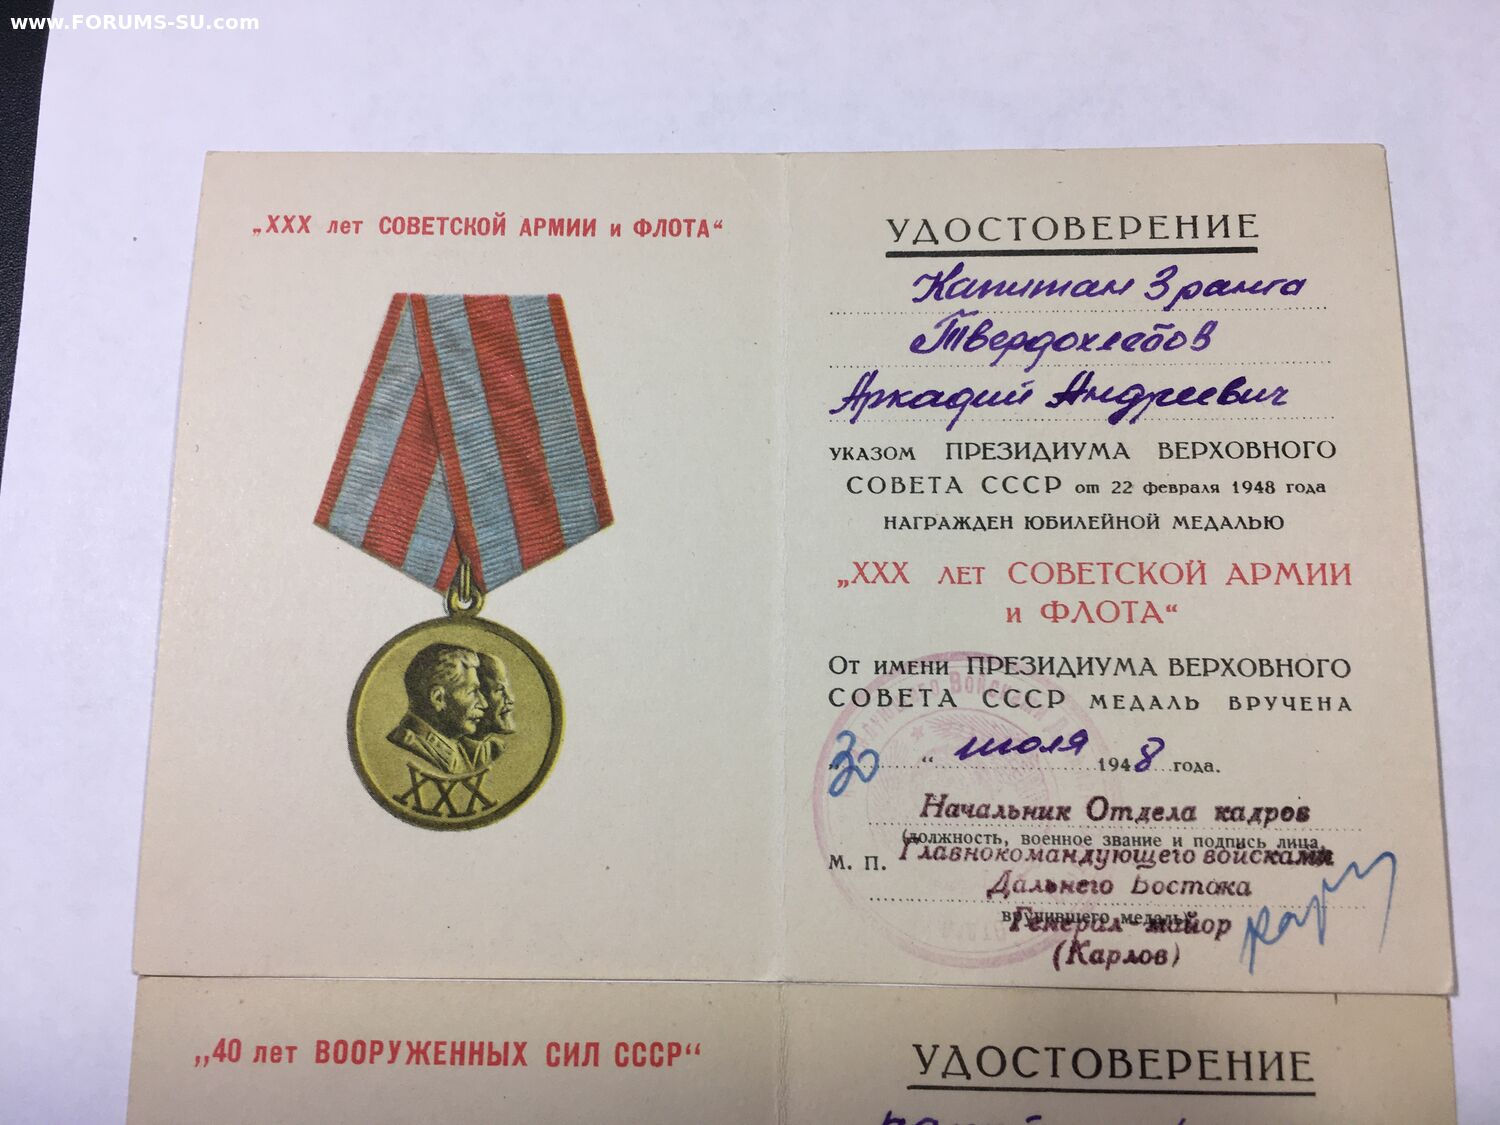 www.FORUMS-SU.com
„XXX лет СОВЕТСКОЙ АРМИИ и ФЛОТА“
XXX
УДОСТОВЕРЕНИЕ
Капитан 3 ранга
Твердохлебов
Аркадий Андреевич
УКАЗОМ ПРЕЗИДИУМА ВЕРХОВНОГО
СОВЕТА СССР от 22 февраля 1948 года
НАГРАЖДЕН ЮБИЛЕЙНОЙ МЕДАЛЬЮ
„XXX ЛЕТ СОВЕТСКОЙ АРМИИ
и ФЛОТА“
От имени ПРЕЗИДИУМА ВЕРХОВНОГО
СОВЕТА СССР МЕДАЛЬ ВРУЧЕНА
„30“ июля 1948 года.
Начальник Отдела кадров
(должность, военное звание и подпись лица,
М. П. Главнокомандующего войсками
Дальнего Востока
вручившего медаль)
Генерал-майор
(Карлов)
„40 лет ВООРУЖЕННЫХ СИЛ СССР“
УДОСТОВЕРЕНИЕ